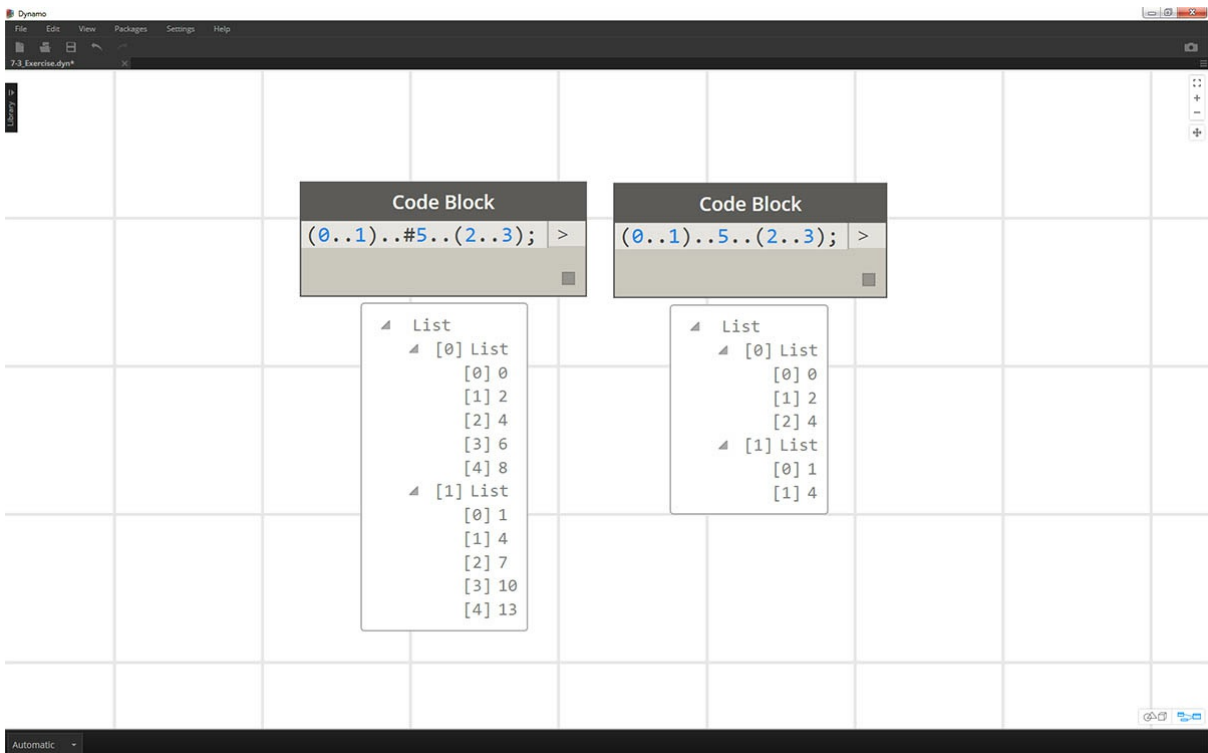 Dynamo
File Edit View Packages Settings Help
7-3_Exercise.dyn*
Library
Code Block
(0..1)..#5..(2..3); >
List
[0] List
[0] 0
[1] 2
[2] 4
[3] 6
[4] 8
[1] List
[0] 1
[1] 4
[2] 7
[3] 10
[4] 13
Code Block
(0..1)..5..(2..3); >
List
[0] List
[0] 0
[1] 2
[2] 4
[1] List
[0] 1
[1] 4
Automatic